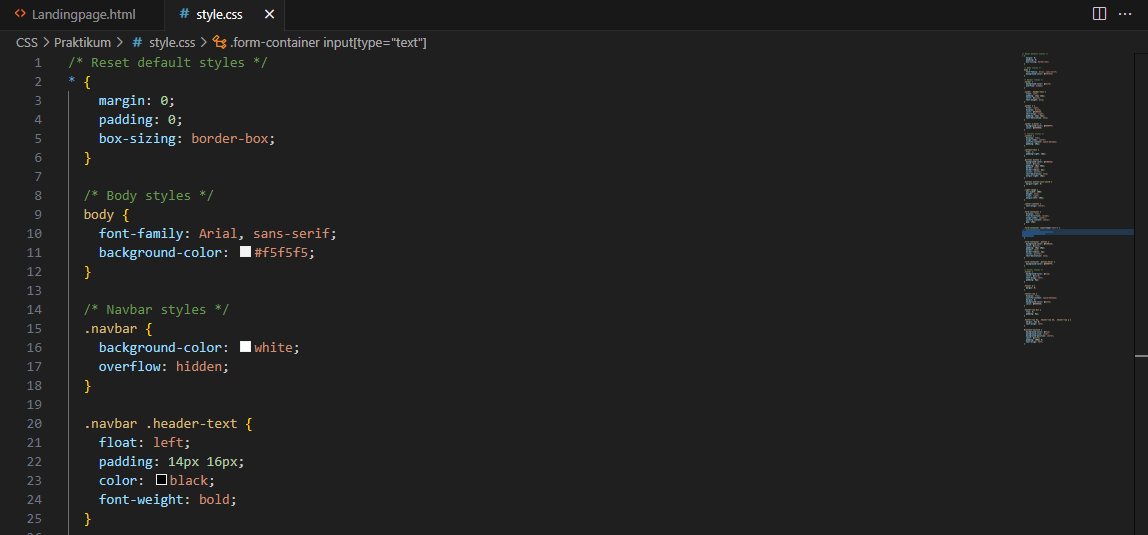 <> Landingpage.html # style.css × ···
CSS > Praktikum > # style.css > .form-container input[type="text"]
1 /* Reset default styles */
2 * {
3 margin: 0;
4 padding: 0;
5 box-sizing: border-box;
6 }
7
8 /* Body styles */
9 body {
10 font-family: Arial, sans-serif;
11 background-color: #f5f5f5;
12 }
13
14 /* Navbar styles */
15 .navbar {
16 background-color: white;
17 overflow: hidden;
18 }
19
20 .navbar .header-text {
21 float: left;
22 padding: 14px 16px;
23 color: black;
24 font-weight: bold;
25 }